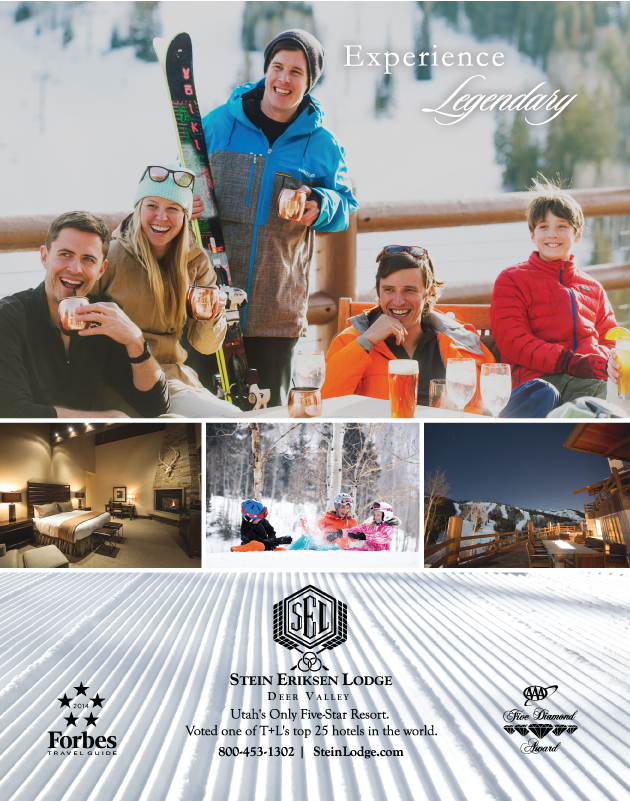 Experience
Legendary
Völkl
SEL
STEIN ERIKSEN LODGE
DEER VALLEY
Utah's Only Five-Star Resort.
Voted one of T+L's top 25 hotels in the world.
800-453-1302 | SteinLodge.com
2014
Forbes
TRAVEL GUIDE
AAA
Five Diamond
Award